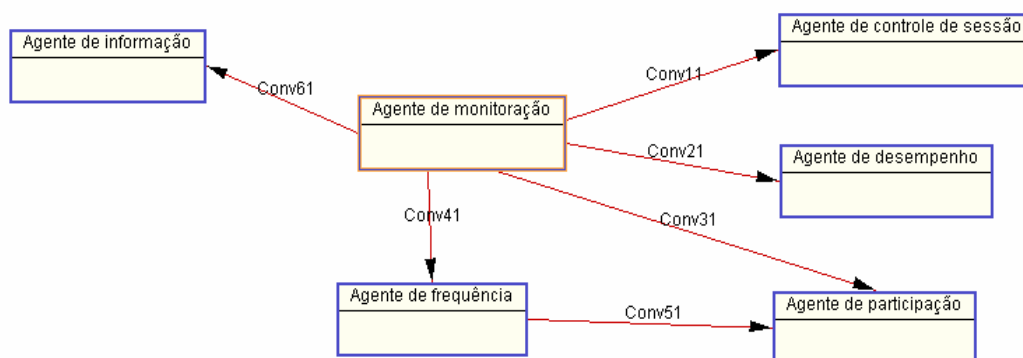 Agente de controle de sessão
Agente de informação
Conv11
Conv61
Agente de monitoração
Conv21
Agente de desempenho
Conv41
Conv31
Agente de frequência
Agente de participação
Conv51